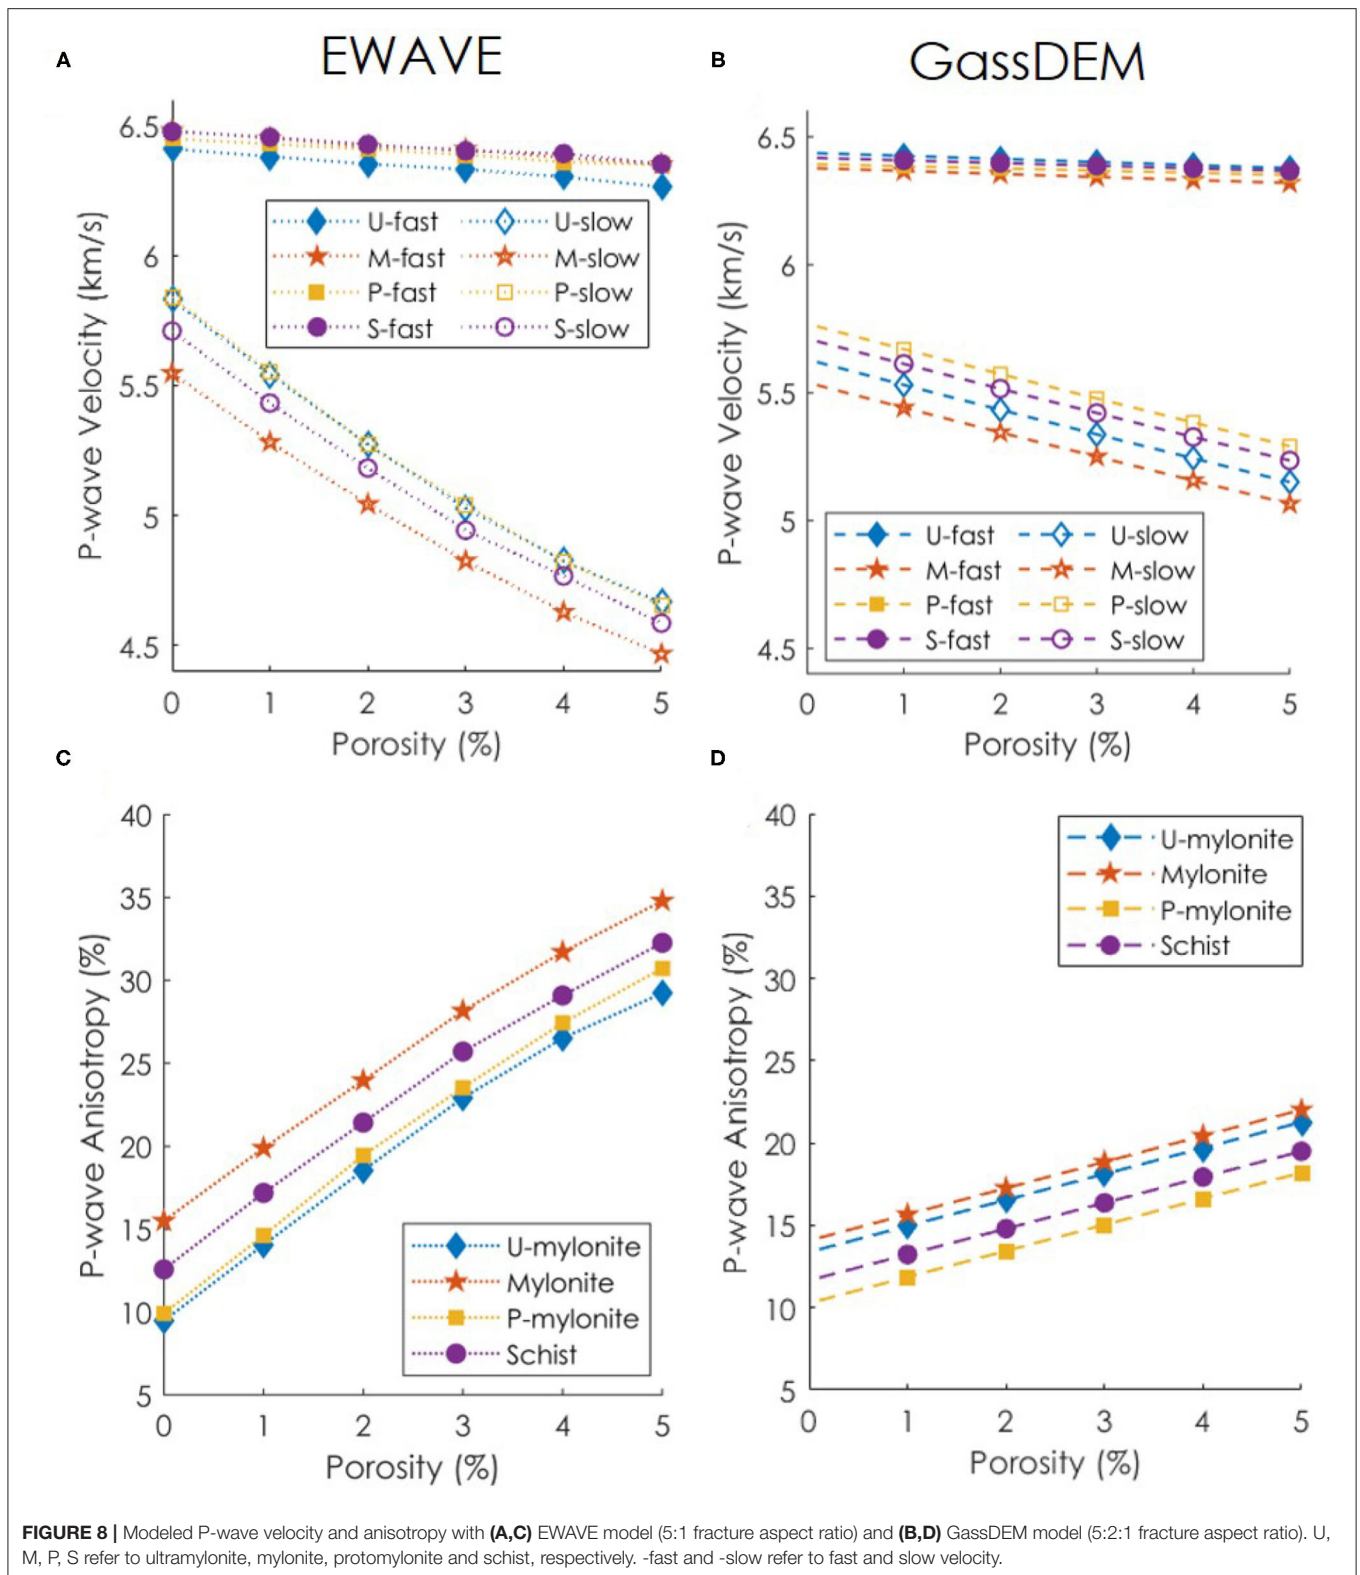 A
EWAVE
6.5
6
5.5
5
4.5
P-wave Velocity (km/s)
U-fast
U-slow
M-fast
M-slow
P-fast
P-slow
S-fast
S-slow
0 1 2 3 4 5
Porosity (%)
B
GassDEM
6.5
6
5.5
5
4.5
P-wave Velocity (km/s)
U-fast
U-slow
M-fast
M-slow
P-fast
P-slow
S-fast
S-slow
0 1 2 3 4 5
Porosity (%)
C
40
35
30
25
20
15
10
5
P-wave Anisotropy (%)
U-mylonite
Mylonite
P-mylonite
Schist
0 1 2 3 4 5
Porosity (%)
D
40
35
30
25
20
15
10
5
P-wave Anisotropy (%)
U-mylonite
Mylonite
P-mylonite
Schist
0 1 2 3 4 5
Porosity (%)
FIGURE 8 | Modeled P-wave velocity and anisotropy with (A,C) EWAVE model (5:1 fracture aspect ratio) and (B,D) GassDEM model (5:2:1 fracture aspect ratio). U,
M, P, S refer to ultramylonite, mylonite, protomylonite and schist, respectively. -fast and -slow refer to fast and slow velocity.